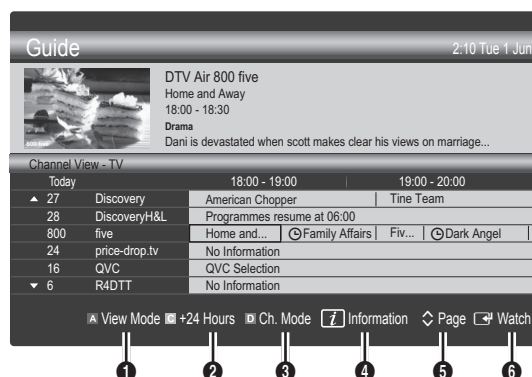 Guide 2:10 Tue 1 Jun
DTV Air 800 five
Home and Away
18:00 - 18:30
Drama
Dani is devastated when scott makes clear his views on marriage...
800 five
Channel View - TV
Today 18:00 - 19:00 19:00 - 20:00
▲ 27 Discovery American Chopper Tine Team
28 DiscoveryH&L Programmes resume at 06:00
800 five Home and... Family Affairs Fiv... Dark Angel
24 price-drop.tv No Information
16 QVC QVC Selection
▼ 6 R4DTT No Information
A View Mode C +24 Hours D Ch. Mode i Information Page Watch
1 2 3 4 5 6